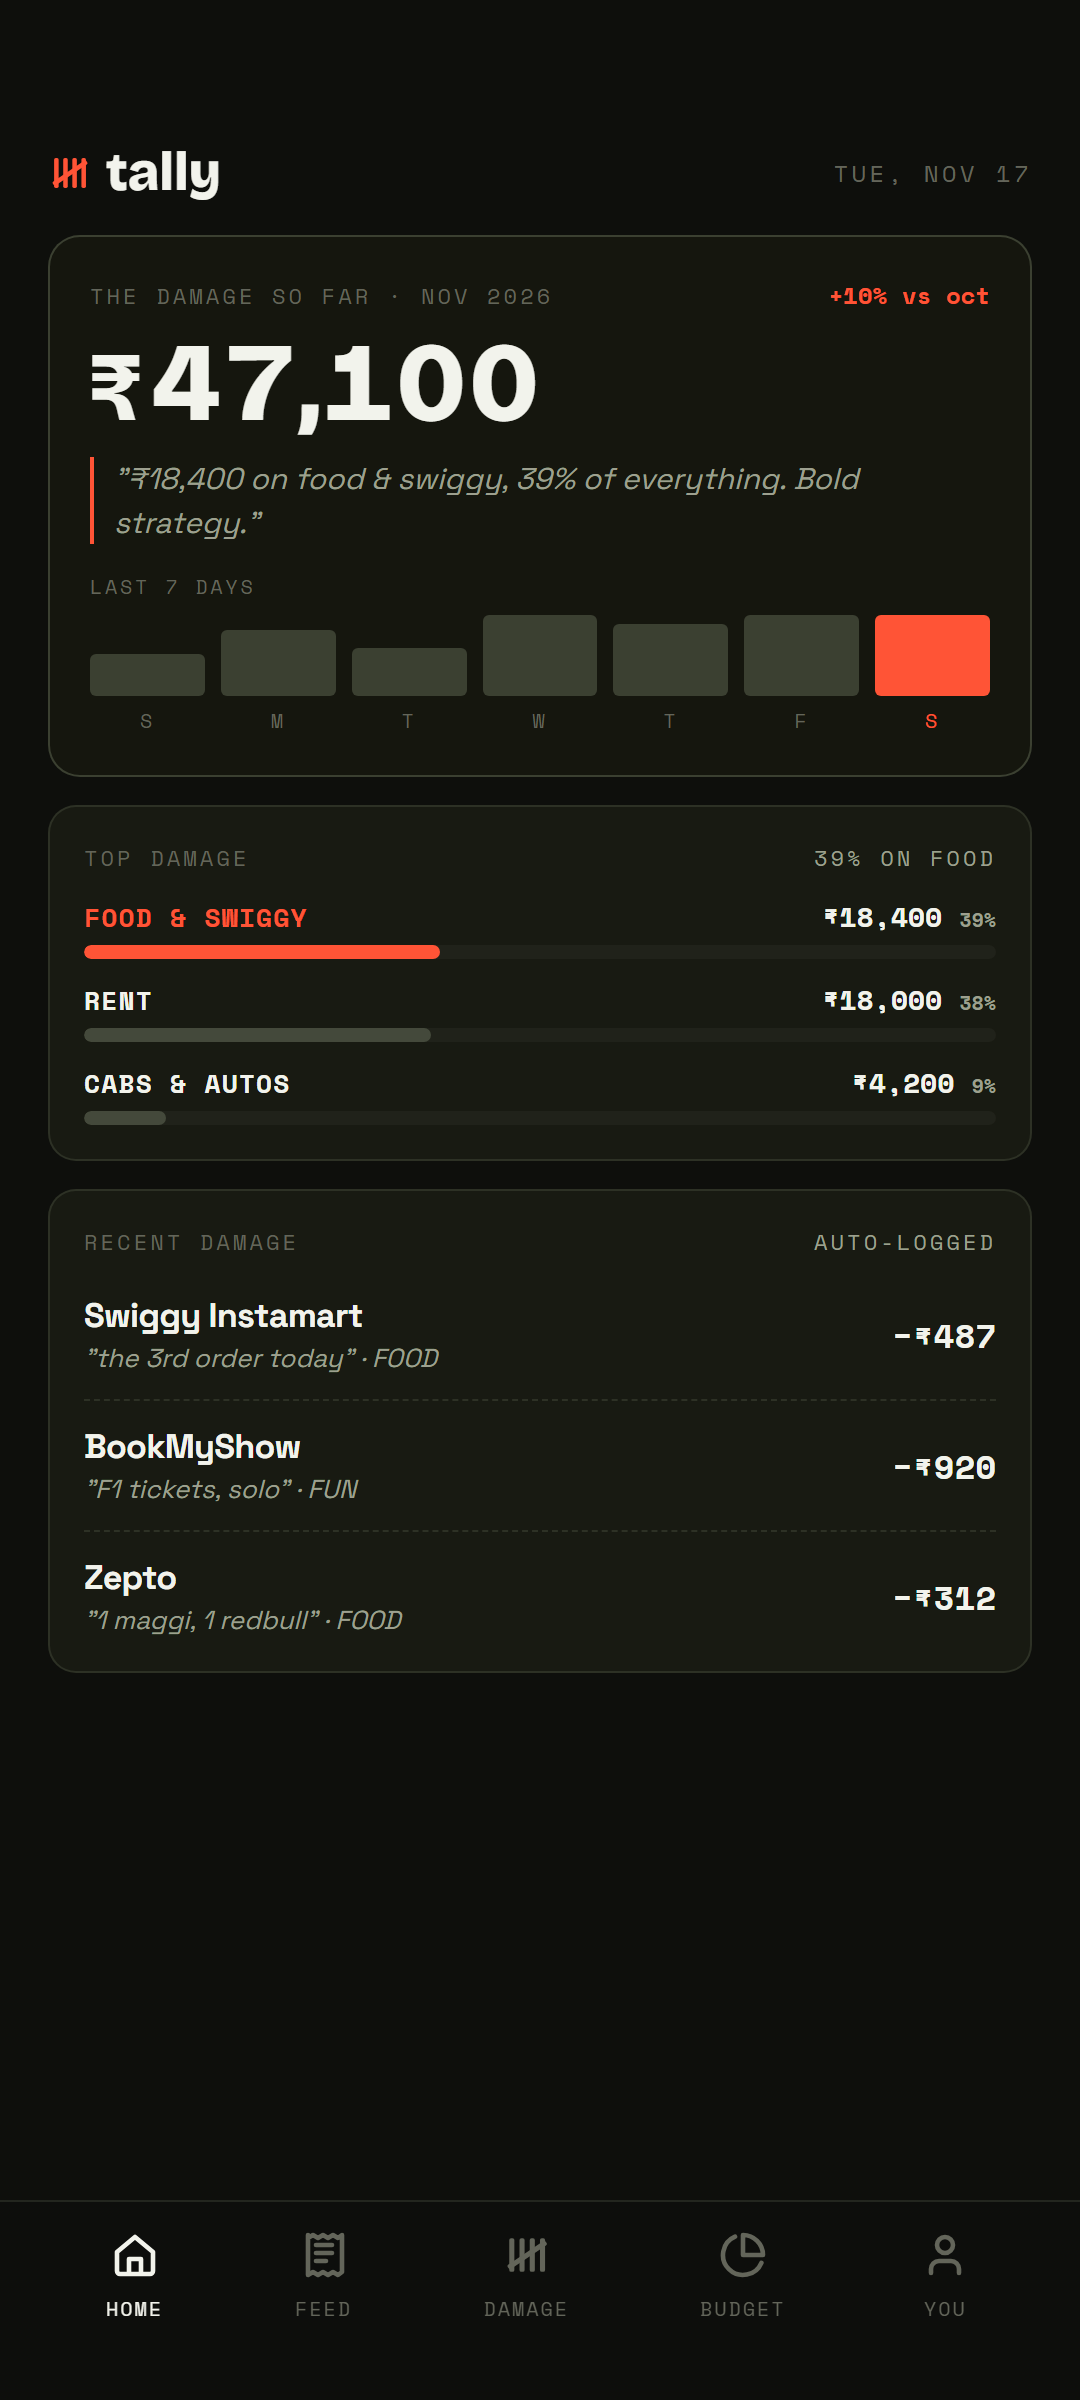 tally
TUE, NOV 17
THE DAMAGE SO FAR · NOV 2026
+10% vs oct
₹47,100
"₹18,400 on food & swiggy, 39% of everything. Bold
strategy."
LAST 7 DAYS
S M T W T F S
TOP DAMAGE
39% ON FOOD
FOOD & SWIGGY
₹18,400 39%
RENT
₹18,000 38%
CABS & AUTOS
₹4,200 9%
RECENT DAMAGE
AUTO-LOGGED
Swiggy Instamart
"the 3rd order today" · FOOD
−₹487
BookMyShow
"F1 tickets, solo" · FUN
−₹920
Zepto
"1 maggi, 1 redbull" · FOOD
−₹312
HOME FEED DAMAGE BUDGET YOU